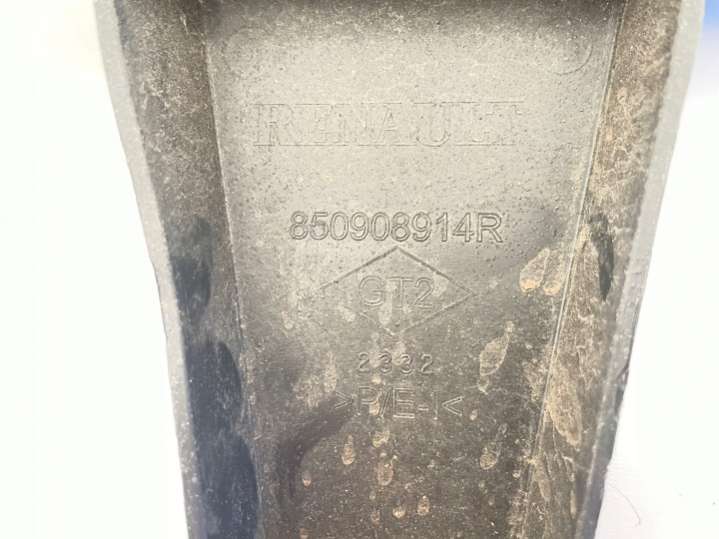 RENAULT
850908914R
GT2
2332
>P/E-I<